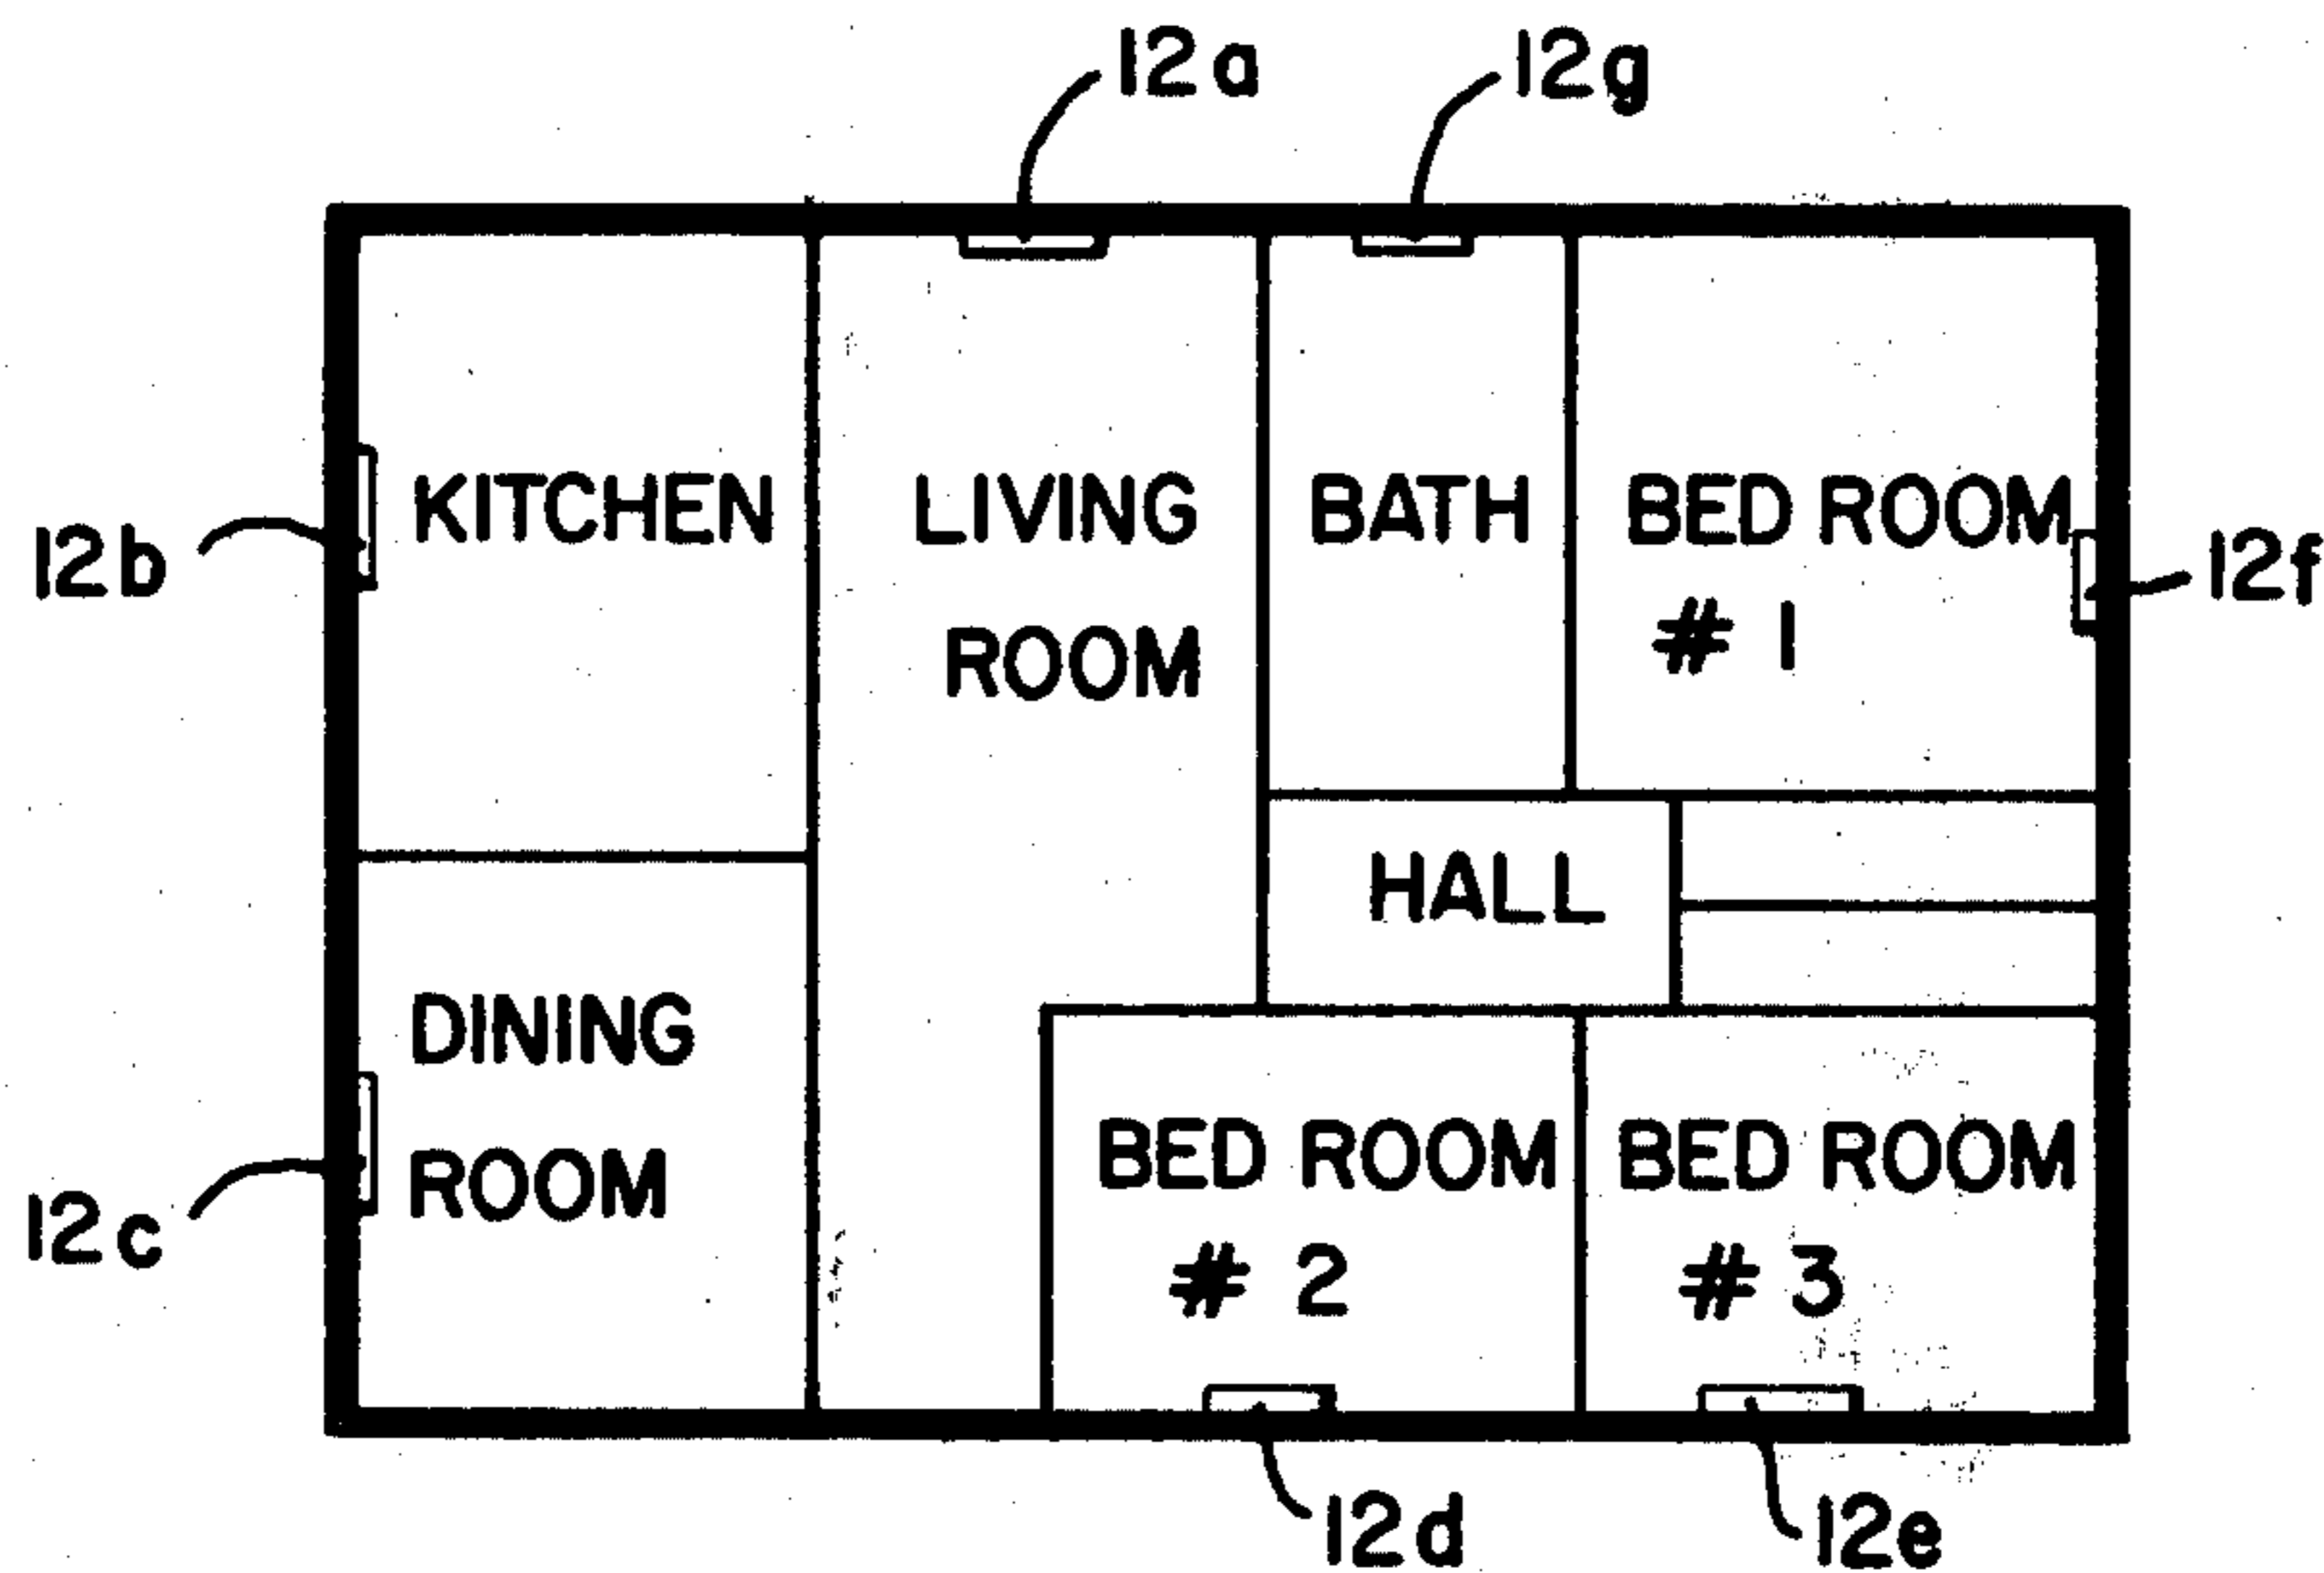 12a
12g
KITCHEN
LIVING
ROOM
BATH
BED ROOM
# 1
12b
12f
HALL
DINING
ROOM
12c
BED ROOM
# 2
BED ROOM
# 3
12d
12e